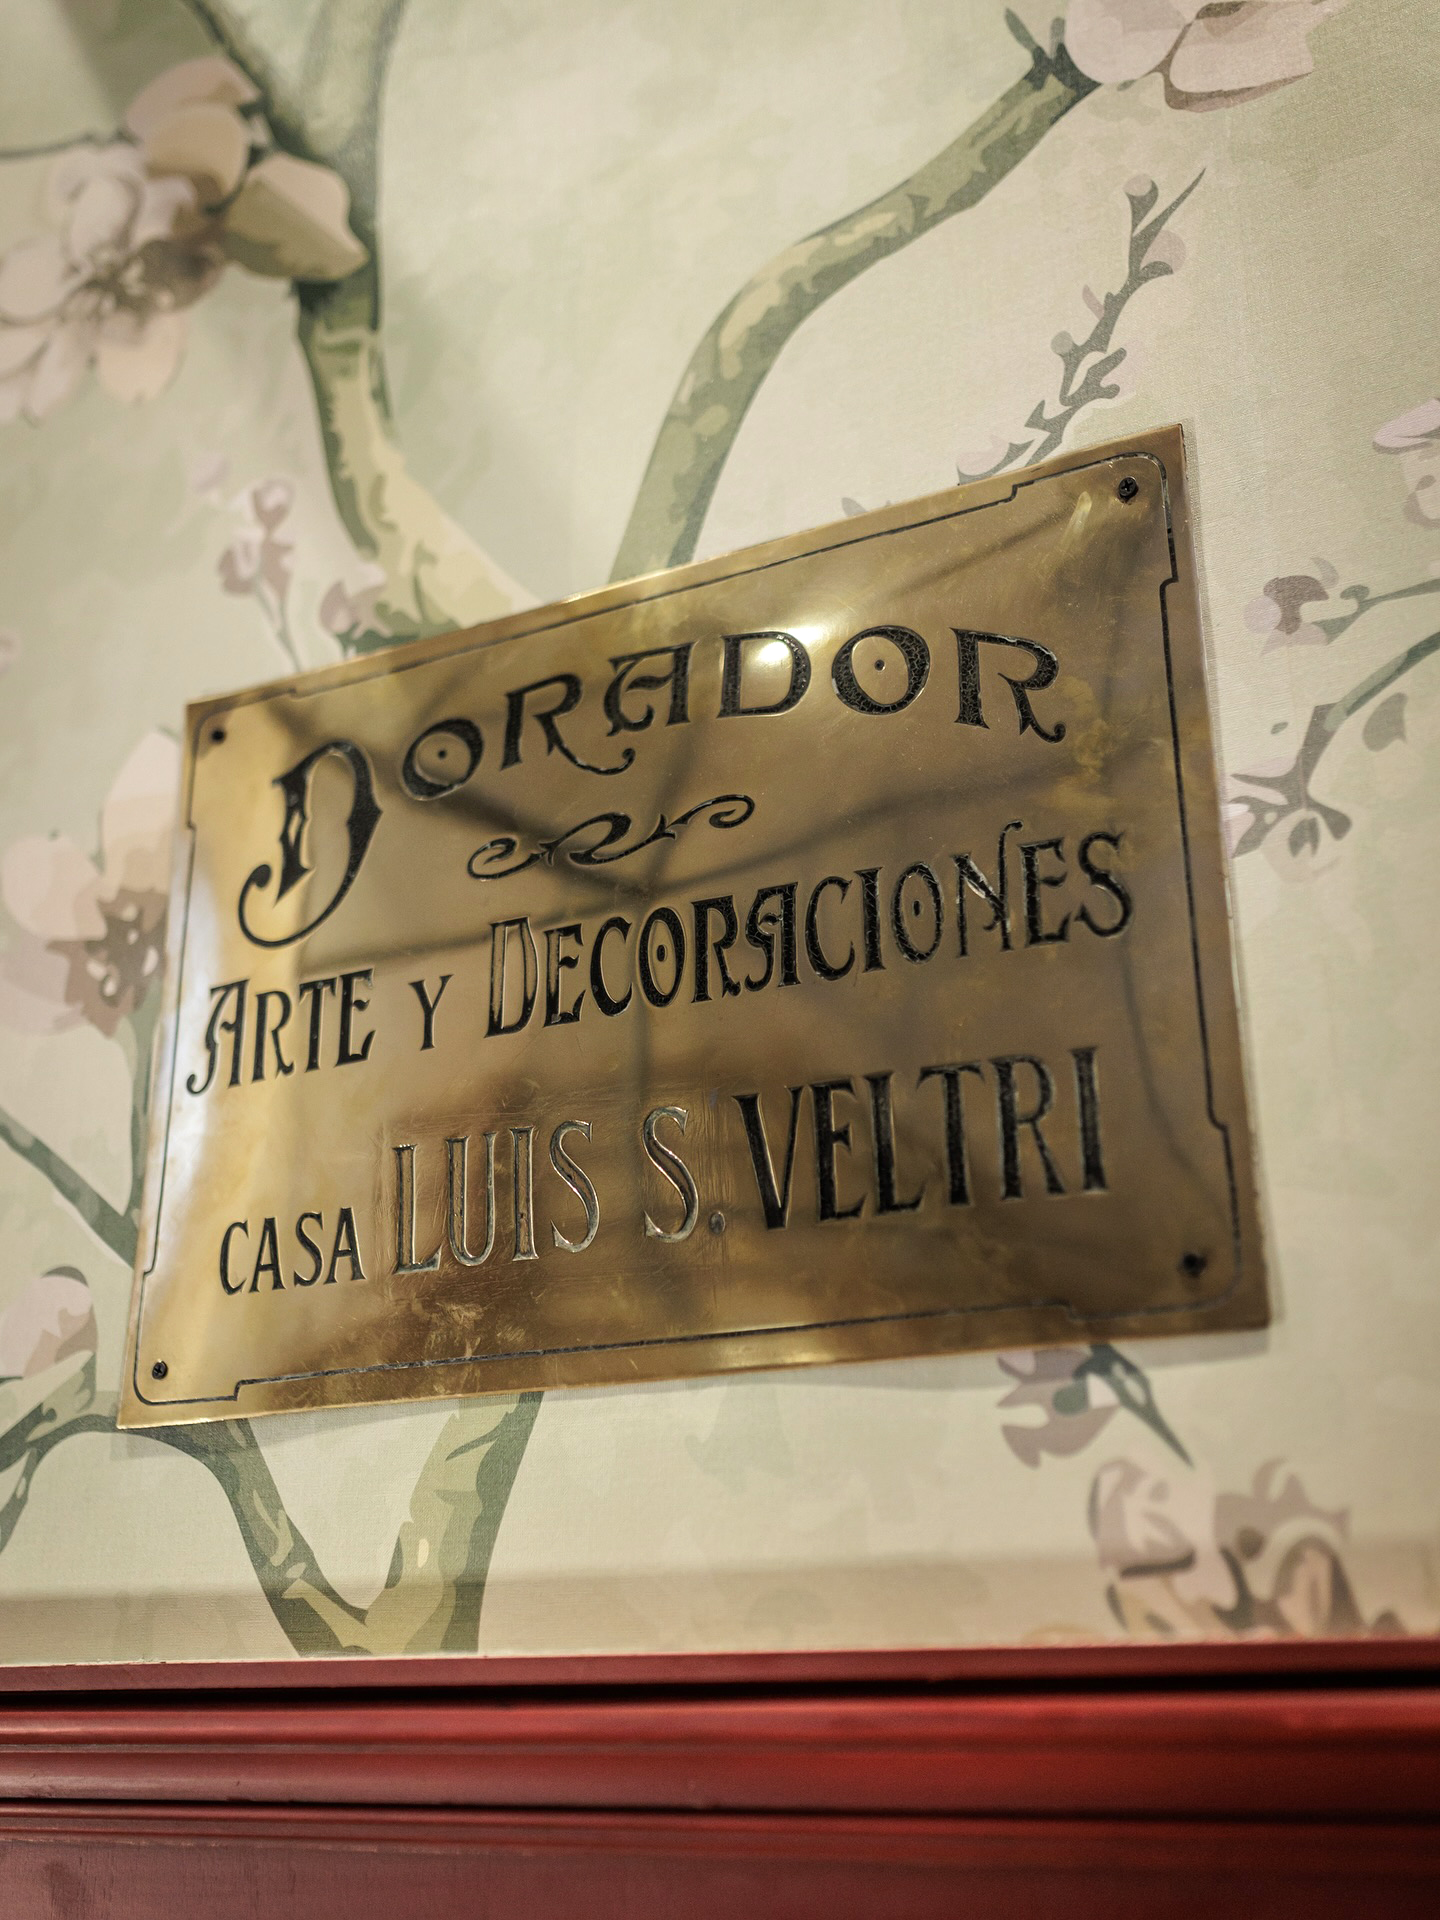 DORADOR
ARTE Y DECORACIONES
CASA LUIS S. VELTRI